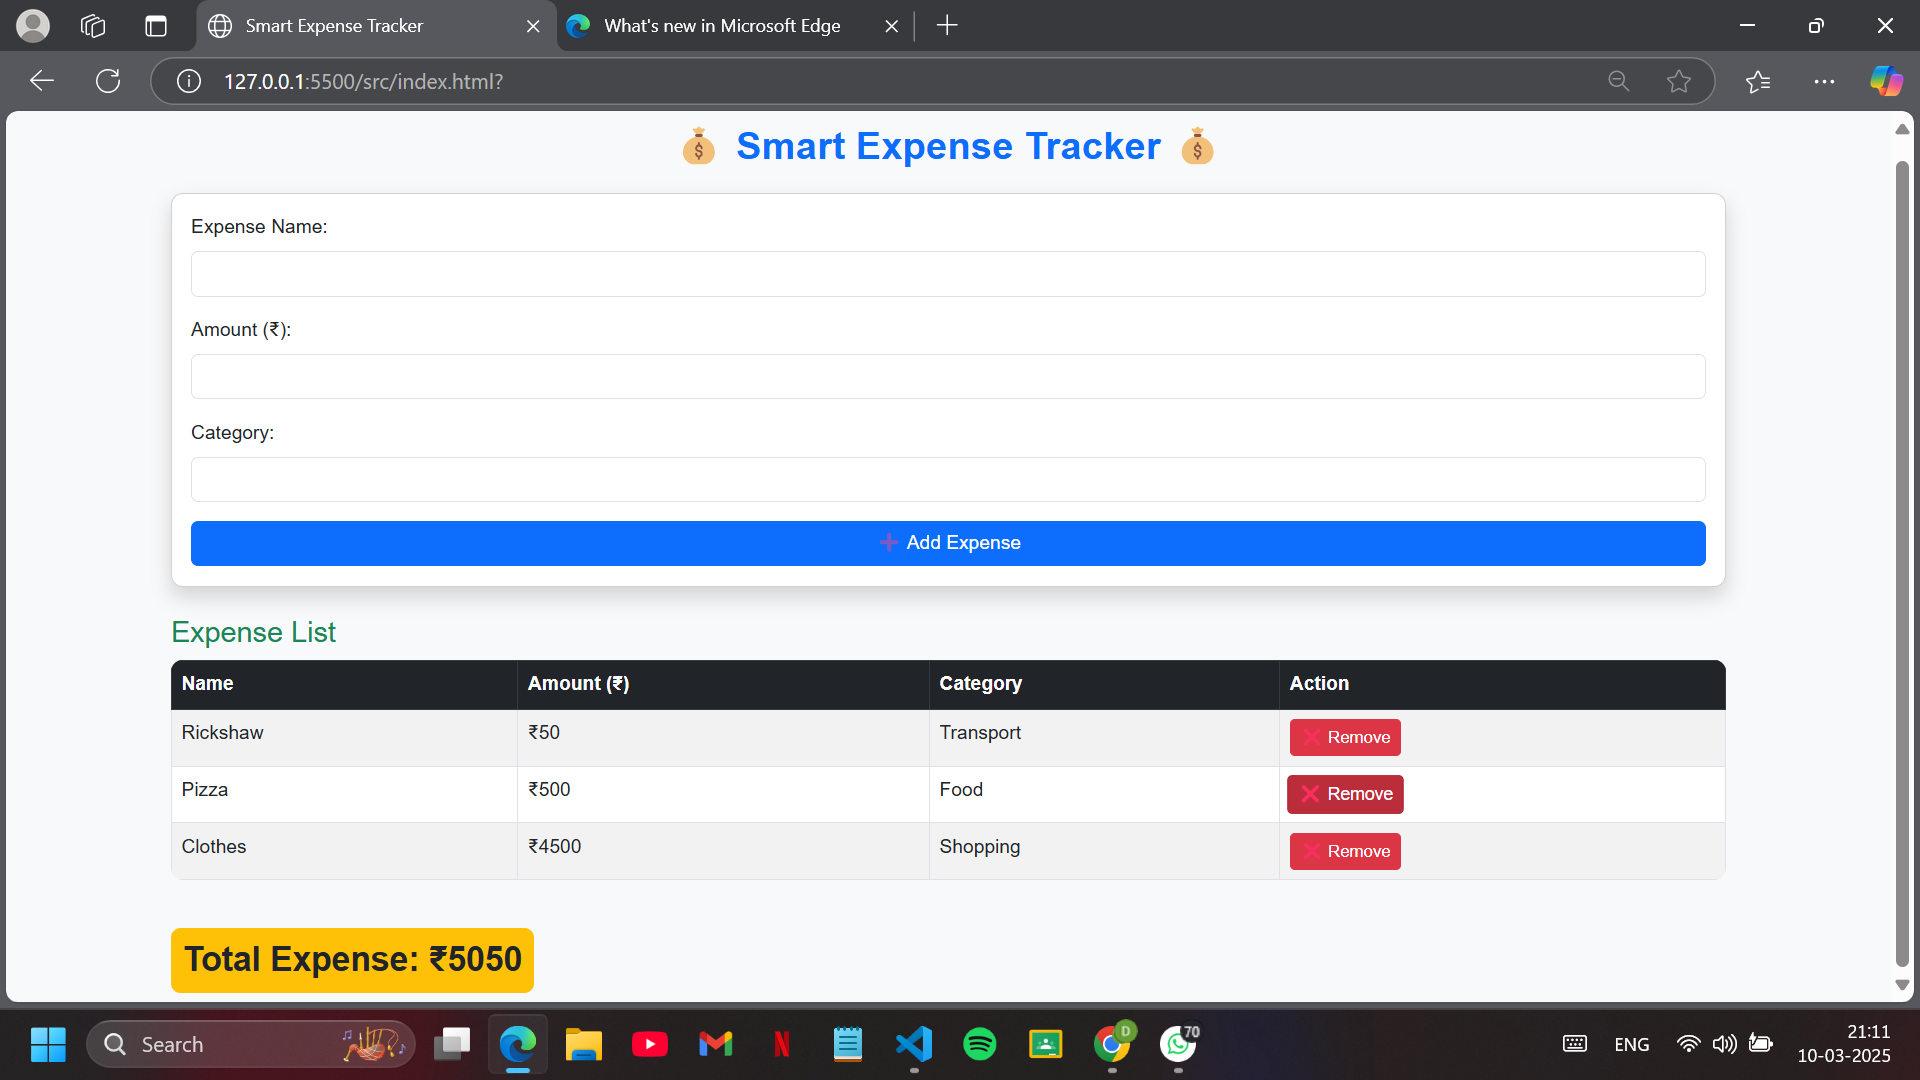 Smart Expense Tracker
What's new in Microsoft Edge
127.0.0.1:5500/src/index.html?
💰 Smart Expense Tracker 💰
Expense Name:
Amount (₹):
Category:
➕ Add Expense
Expense List
Name Amount (₹) Category Action
Rickshaw ₹50 Transport ❌ Remove
Pizza ₹500 Food ❌ Remove
Clothes ₹4500 Shopping ❌ Remove
Total Expense: ₹5050
Search
D
70
ENG
21:11
10-03-2025